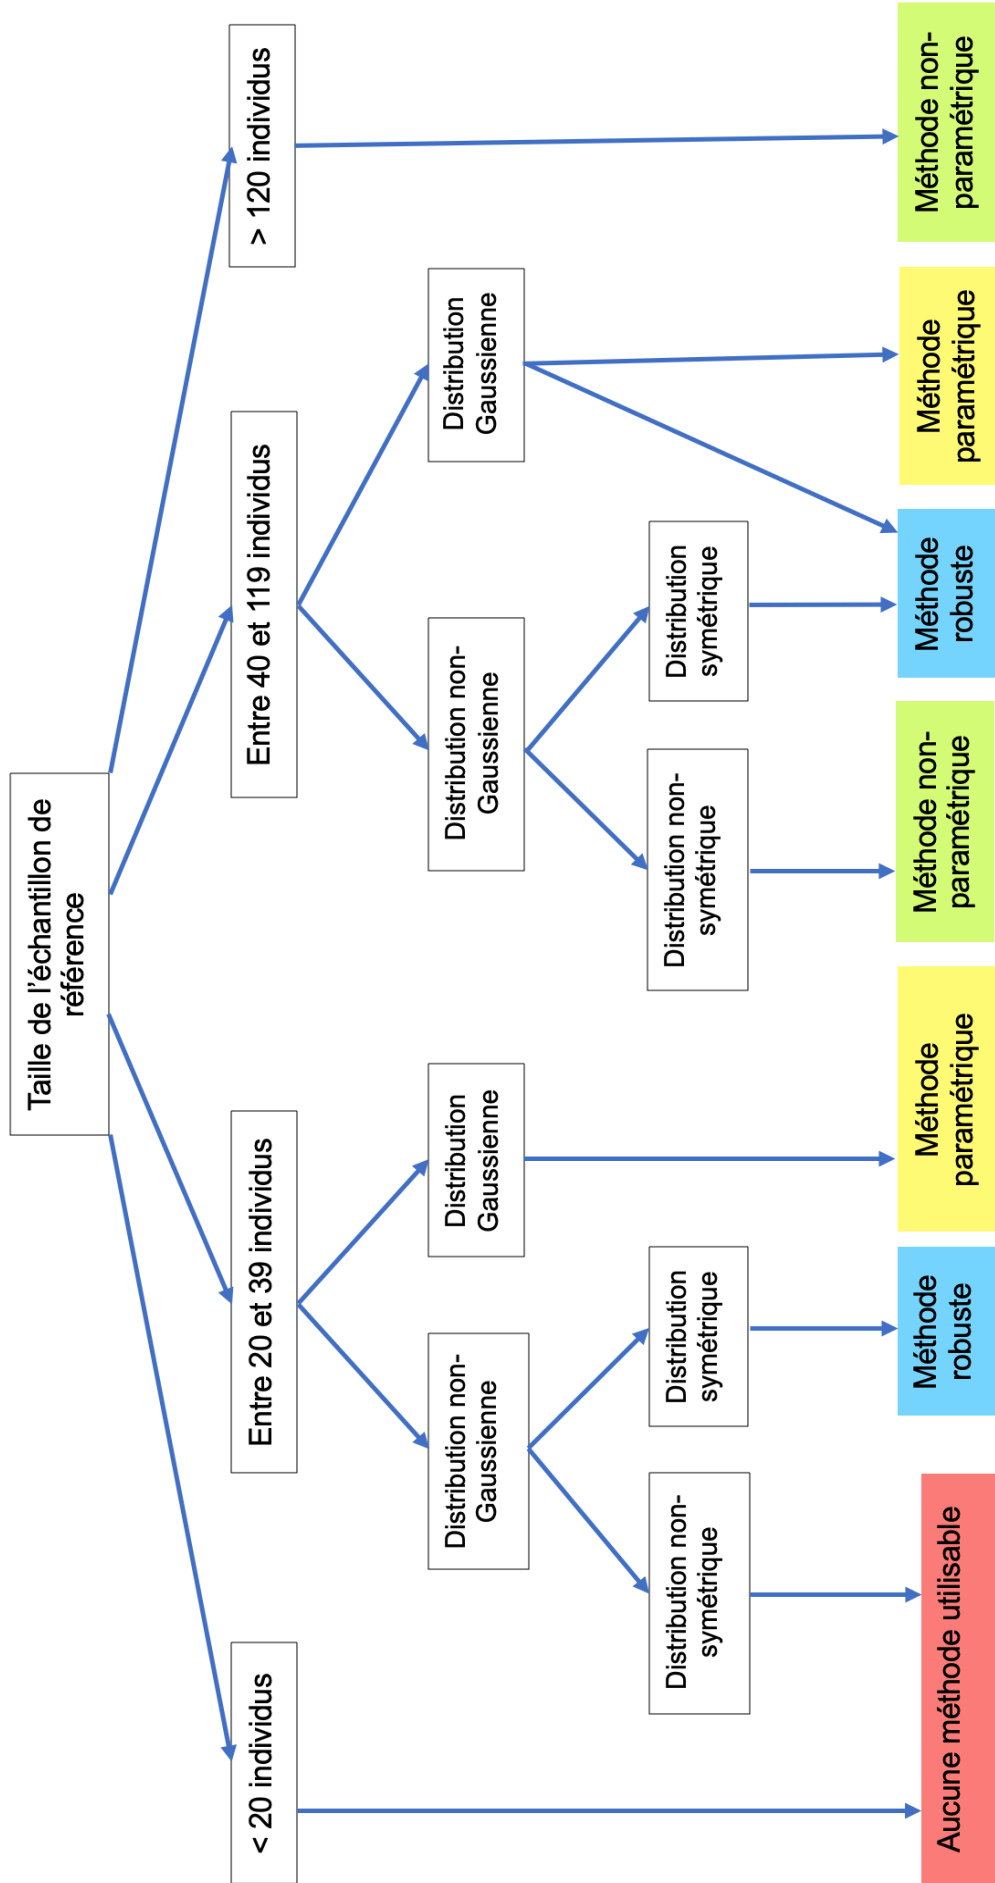 Taille de l'échantillon de
référence
< 20 individus
Entre 20 et 39 individus
Entre 40 et 119 individus
> 120 individus
Distribution non-
Gaussienne
Distribution
Gaussienne
Distribution non-
Gaussienne
Distribution
Gaussienne
Distribution non-
symétrique
Distribution
symétrique
Distribution non-
symétrique
Distribution
symétrique
Aucune méthode utilisable
Méthode
robuste
Méthode
paramétrique
Méthode non-
paramétrique
Méthode
robuste
Méthode
paramétrique
Méthode non-
paramétrique